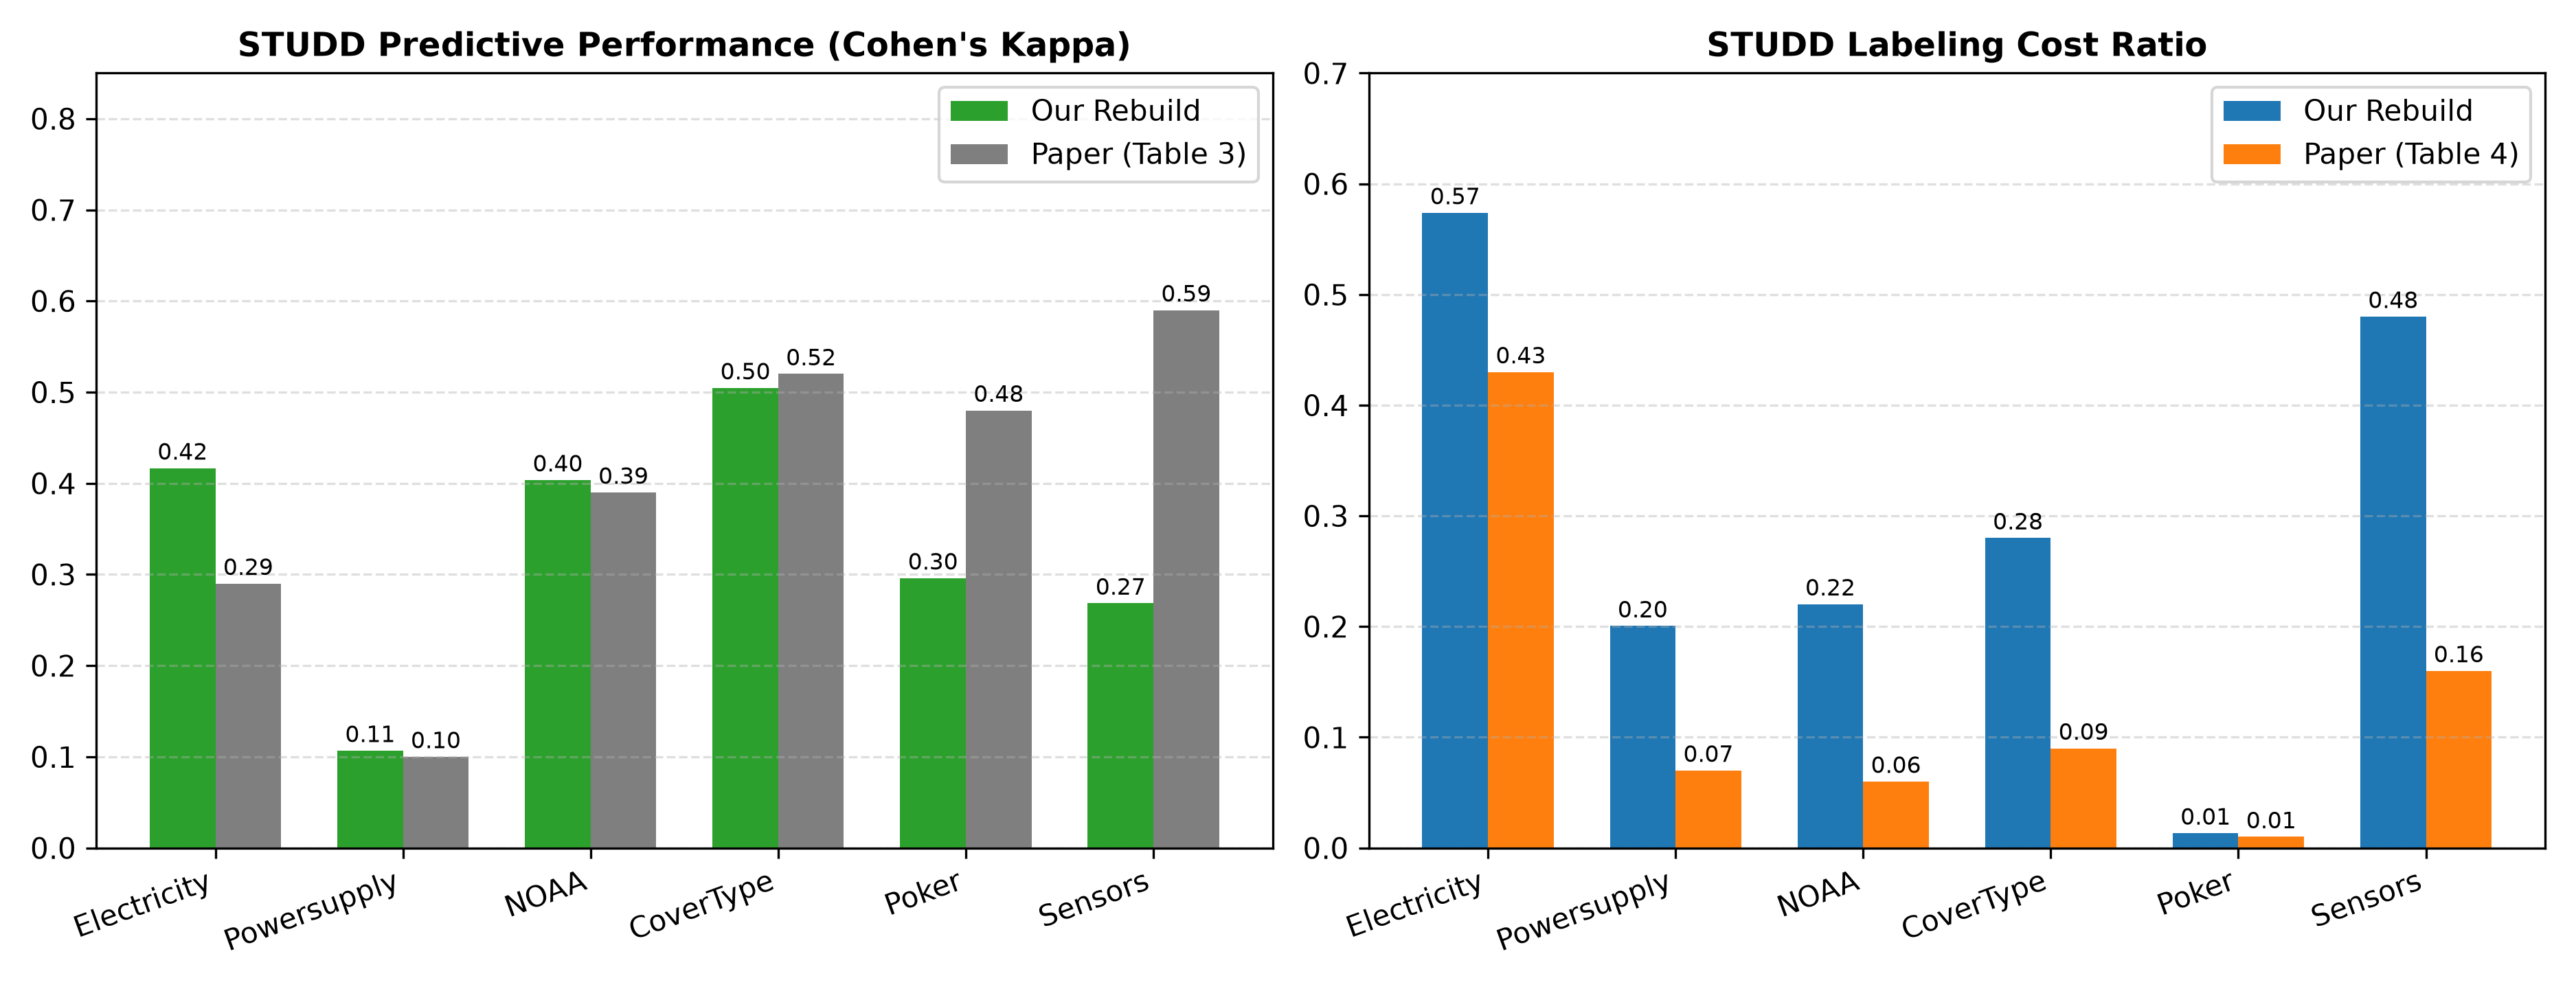 STUDD Predictive Performance (Cohen's Kappa)
Our Rebuild
Paper (Table 3)
0.8
0.7
0.6
0.5
0.4
0.3
0.2
0.1
0.0
0.42
0.29
0.11
0.10
0.40
0.39
0.50
0.52
0.30
0.48
0.27
0.59
Electricity
Powersupply
NOAA
CoverType
Poker
Sensors
STUDD Labeling Cost Ratio
Our Rebuild
Paper (Table 4)
0.7
0.6
0.5
0.4
0.3
0.2
0.1
0.0
0.57
0.43
0.20
0.07
0.22
0.06
0.28
0.09
0.01
0.01
0.48
0.16
Electricity
Powersupply
NOAA
CoverType
Poker
Sensors